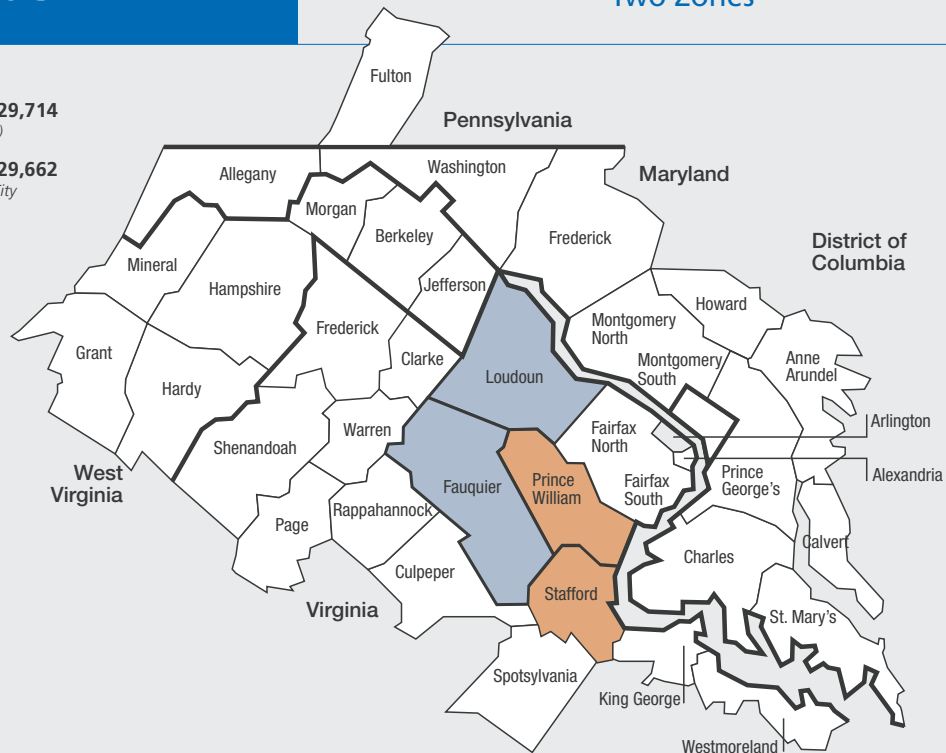 Two Zones
29,714
29,662
Fulton
Pennsylvania
Allegany
Washington
Maryland
Morgan
Frederick
District of
Columbia
Berkeley
Mineral
Hampshire
Jefferson
Howard
Frederick
Montgomery
North
Grant
Clarke
Montgomery
South
Anne
Arundel
Hardy
Loudoun
Arlington
Warren
Fairfax
North
Shenandoah
West
Virginia
Fauquier
Prince
William
Fairfax
South
Prince
George's
Alexandria
Rappahannock
Page
Calvert
Charles
Culpeper
Stafford
Virginia
St. Mary's
Spotsylvania
King George
Westmoreland